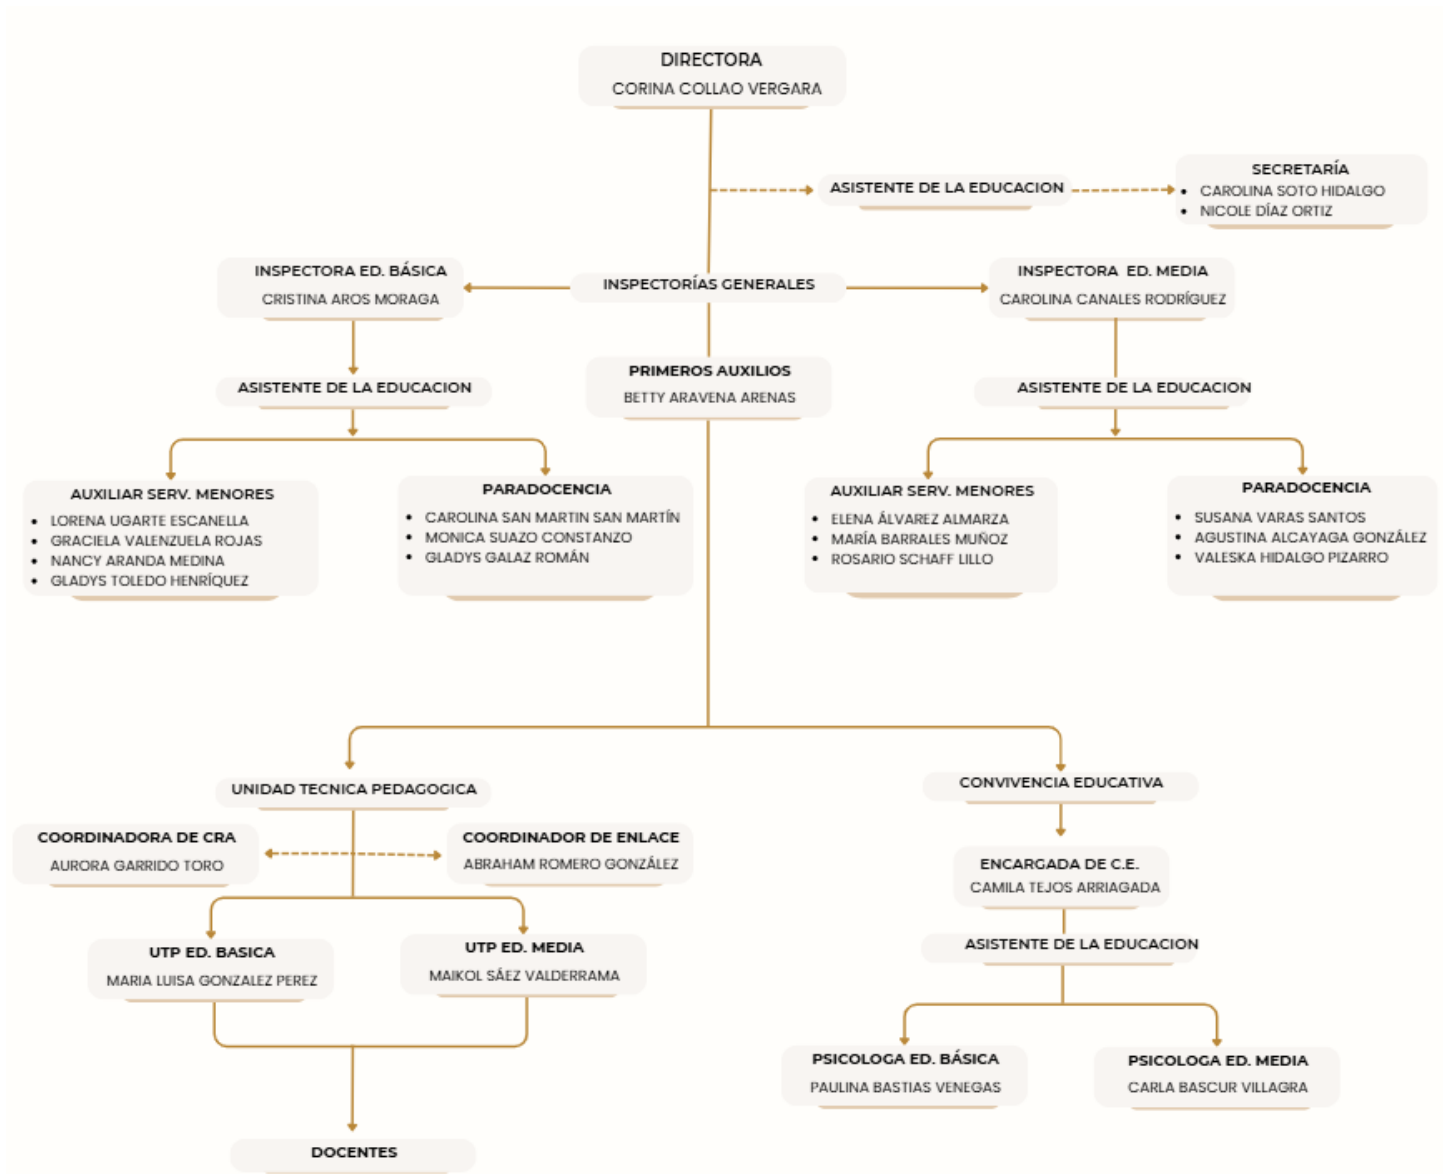 DIRECTORA
CORINA COLLAO VERGARA
ASISTENTE DE LA EDUCACION
SECRETARÍA
• CAROLINA SOTO HIDALGO
• NICOLE DÍAZ ORTIZ
INSPECTORA ED. BÁSICA
CRISTINA AROS MORAGA
INSPECTORÍAS GENERALES
INSPECTORA ED. MEDIA
CAROLINA CANALES RODRÍGUEZ
PRIMEROS AUXILIOS
BETTY ARAVENA ARENAS
ASISTENTE DE LA EDUCACION
ASISTENTE DE LA EDUCACION
AUXILIAR SERV. MENORES
• LORENA UGARTE ESCANELLA
• GRACIELA VALENZUELA ROJAS
• NANCY ARANDA MEDINA
• GLADYS TOLEDO HENRÍQUEZ
PARADOCENCIA
• CAROLINA SAN MARTIN SAN MARTÍN
• MONICA SUAZO CONSTANZO
• GLADYS GALAZ ROMÁN
AUXILIAR SERV. MENORES
• ELENA ÁLVAREZ ALMARZA
• MARÍA BARRALES MUÑOZ
• ROSARIO SCHAFF LILLO
PARADOCENCIA
• SUSANA VARAS SANTOS
• AGUSTINA ALCAYAGA GONZÁLEZ
• VALESKA HIDALGO PIZARRO
UNIDAD TECNICA PEDAGOGICA
COORDINADORA DE CRA
AURORA GARRIDO TORO
COORDINADOR DE ENLACE
ABRAHAM ROMERO GONZÁLEZ
UTP ED. BASICA
MARIA LUISA GONZALEZ PEREZ
UTP ED. MEDIA
MAIKOL SÁEZ VALDERRAMA
DOCENTES
CONVIVENCIA EDUCATIVA
ENCARGADA DE C.E.
CAMILA TEJOS ARRIAGADA
ASISTENTE DE LA EDUCACION
PSICOLOGA ED. BÁSICA
PAULINA BASTIAS VENEGAS
PSICOLOGA ED. MEDIA
CARLA BASCUR VILLAGRA